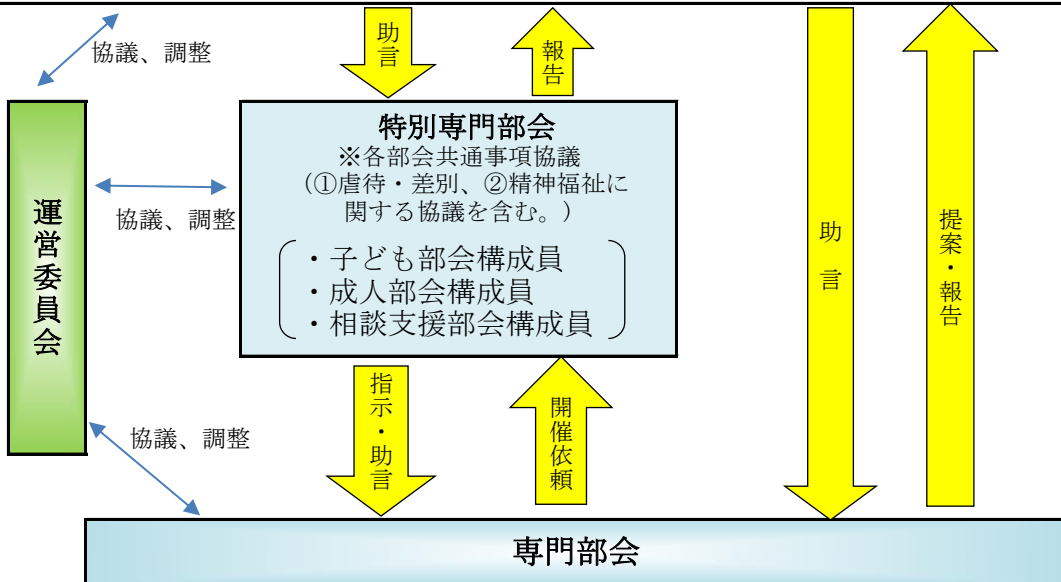 協議、調整
助言
報告
特別専門部会
※各部会共通事項協議
(①虐待・差別、②精神福祉に
関する協議を含む。)
・子ども部会構成員
・成人部会構成員
・相談支援部会構成員
運営委員会
協議、調整
助言
提案・報告
指示・助言
開催依頼
協議、調整
専門部会